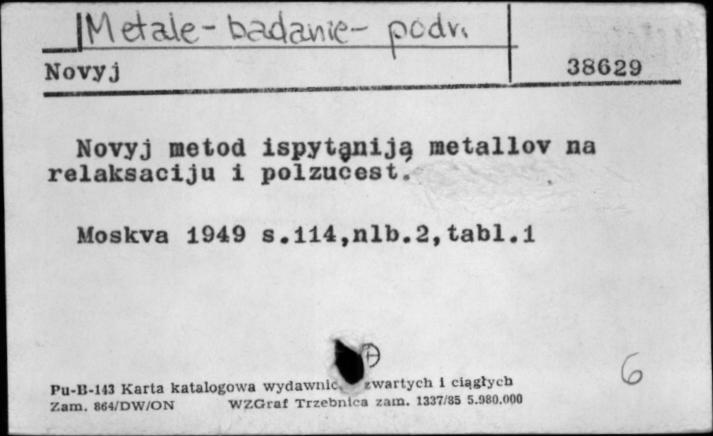 Metale - badanie - podr.
Novyj 38629
Novyj metod ispytąniją metallov na
relaksaciju i polzucest.
Moskva 1949 s.114,nlb.2,tabl.1
6
Pu-B-143 Karta katalogowa wydawnic zwartych i ciągłych
Zam. 864/DW/ON WZGraf Trzebnica zam. 1337/85 5.980.000